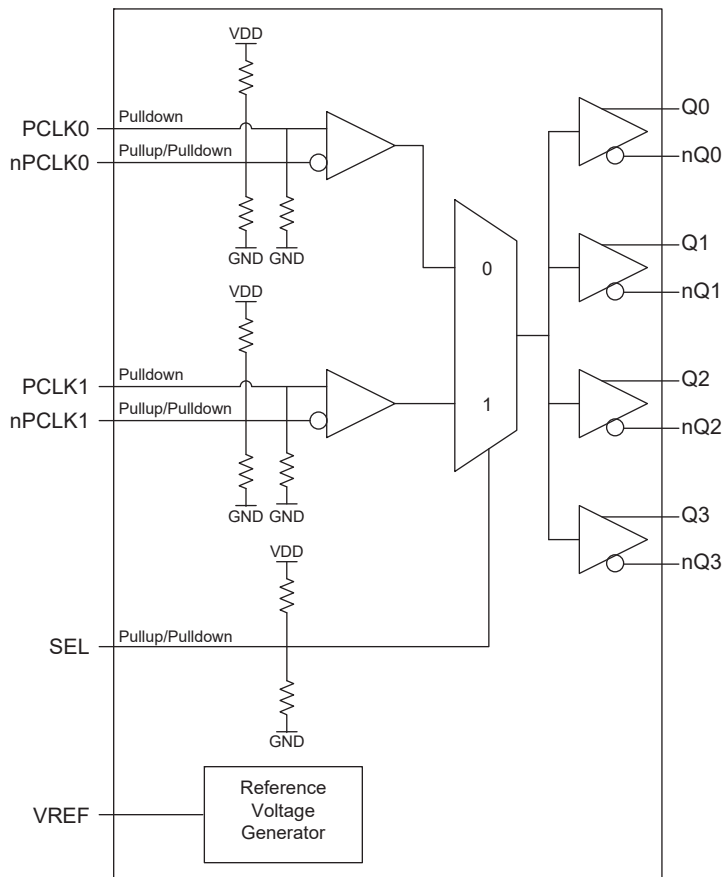 VDD
PCLK0
Pulldown
nPCLK0
Pullup/Pulldown
GND
GND
VDD
PCLK1
Pulldown
nPCLK1
Pullup/Pulldown
GND
GND
VDD
SEL
Pullup/Pulldown
GND
VREF
Reference
Voltage
Generator
0
1
Q0
nQ0
Q1
nQ1
Q2
nQ2
Q3
nQ3